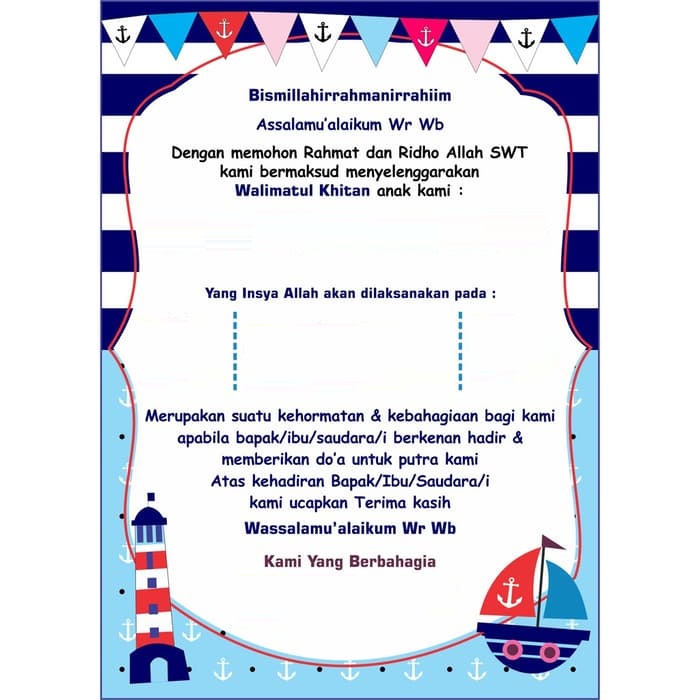 Bismillahirrahmanirrahiim
Assalamu'alaikum Wr Wb
Dengan memohon Rahmat dan Ridho Allah SWT
kami bermaksud menyelenggarakan
Walimatul Khitan anak kami :
Yang Insya Allah akan dilaksanakan pada :
Merupakan suatu kehormatan & kebahagiaan bagi kami
apabila bapak/ibu/saudara/i berkenan hadir &
memberikan do'a untuk putra kami
Atas kehadiran Bapak/Ibu/Saudara/i
kami ucapkan Terima kasih
Wassalamu'alaikum Wr Wb
Kami Yang Berbahagia